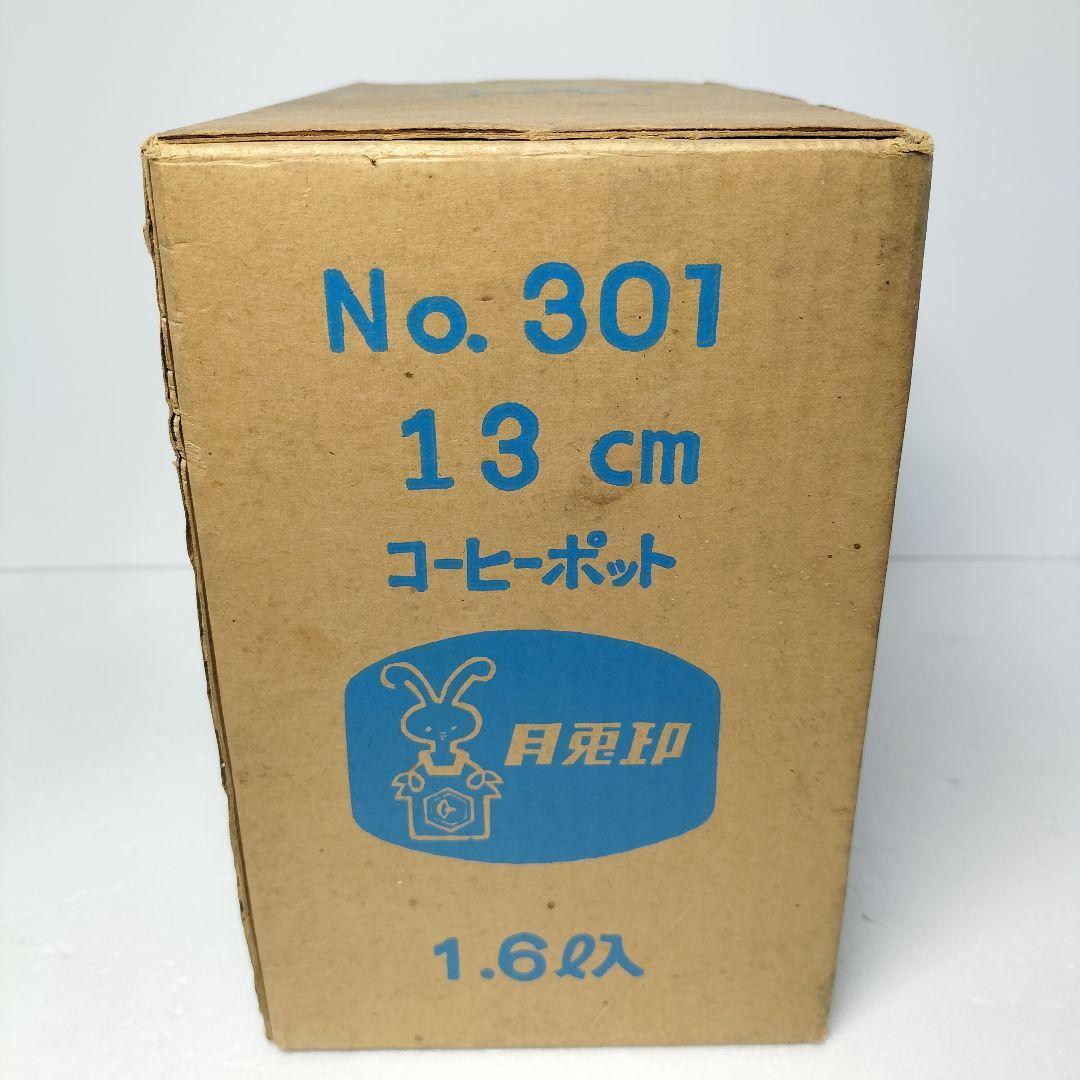 No. 301
13 cm
コーヒーポット
月兎印
1.6ℓ入